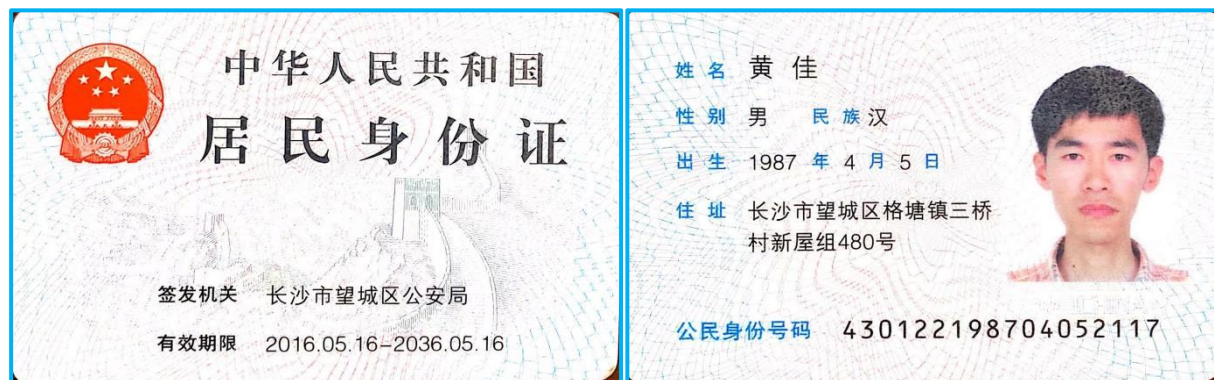 中华人民共和国
居民身份证
签发机关 长沙市望城区公安局
有效期限 2016.05.16-2036.05.16
姓名 黄佳
性别 男 民族 汉
出生 1987 年 4 月 5 日
住址 长沙市望城区格塘镇三桥
村新屋组480号
公民身份号码 430122198704052117